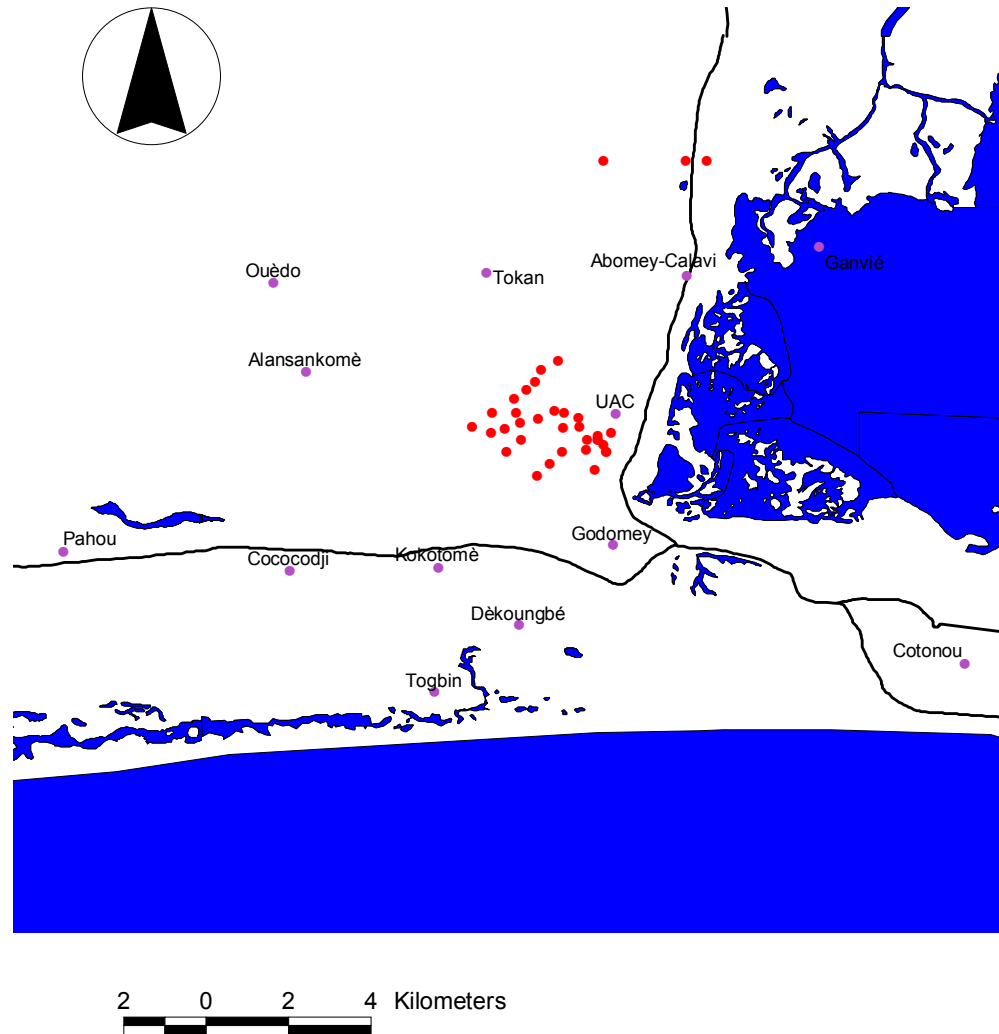 Abomey-Calavi
Ganvié
Ouèdo
Tokan
Alansankomè
UAC
Pahou
Cococodji
Kokotomè
Godomey
Dèkoungbé
Cotonou
Togbin
2 0 2 4 Kilometers